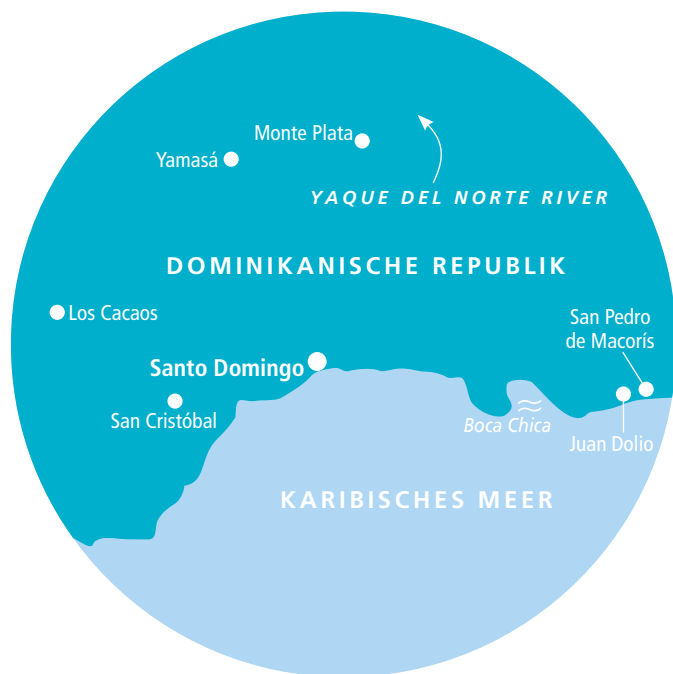 Monte Plata
Yamasá
YAQUE DEL NORTE RIVER
DOMINIKANISCHE REPUBLIK
Los Cacaos
San Pedro
de Macorís
Santo Domingo
San Cristóbal
Boca Chica
Juan Dolio
KARIBISCHES MEER